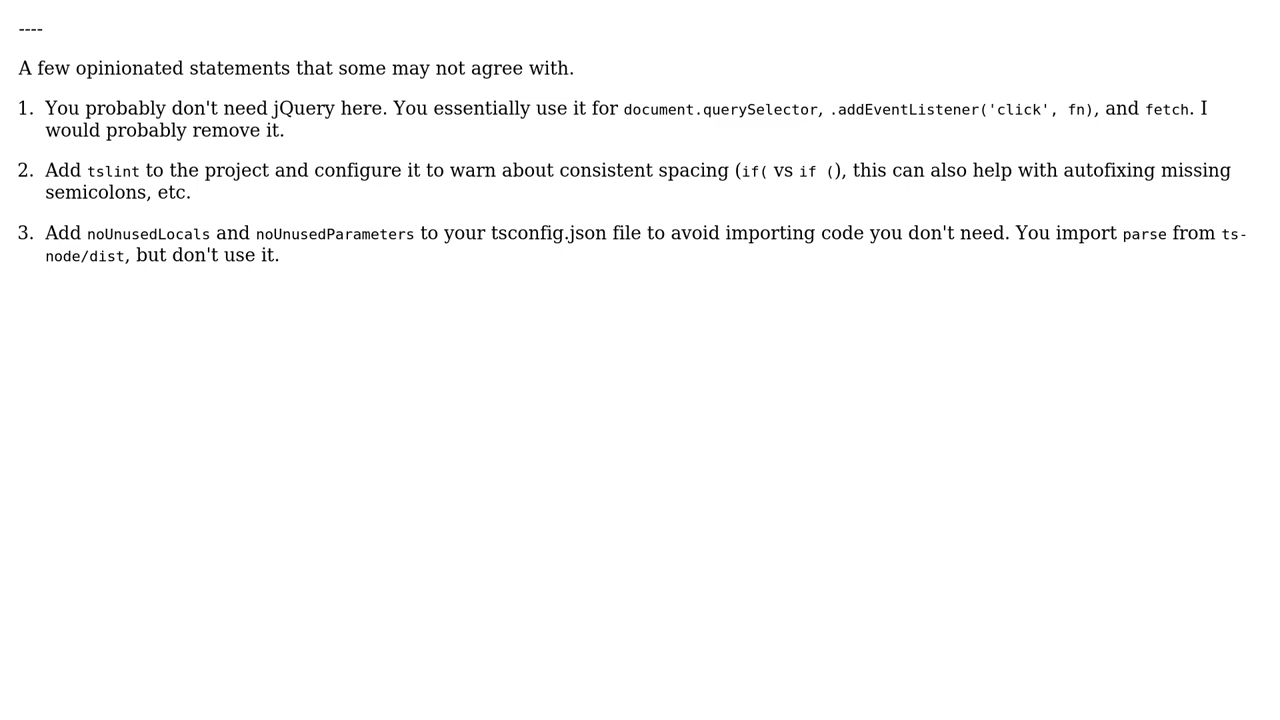 ----
A few opinionated statements that some may not agree with.
1. You probably don't need jQuery here. You essentially use it for document.querySelector, .addEventListener('click', fn), and fetch. I
would probably remove it.
2. Add tslint to the project and configure it to warn about consistent spacing (if( vs if (), this can also help with autofixing missing
semicolons, etc.
3. Add noUnusedLocals and noUnusedParameters to your tsconfig.json file to avoid importing code you don't need. You import parse from ts-
node/dist, but don't use it.